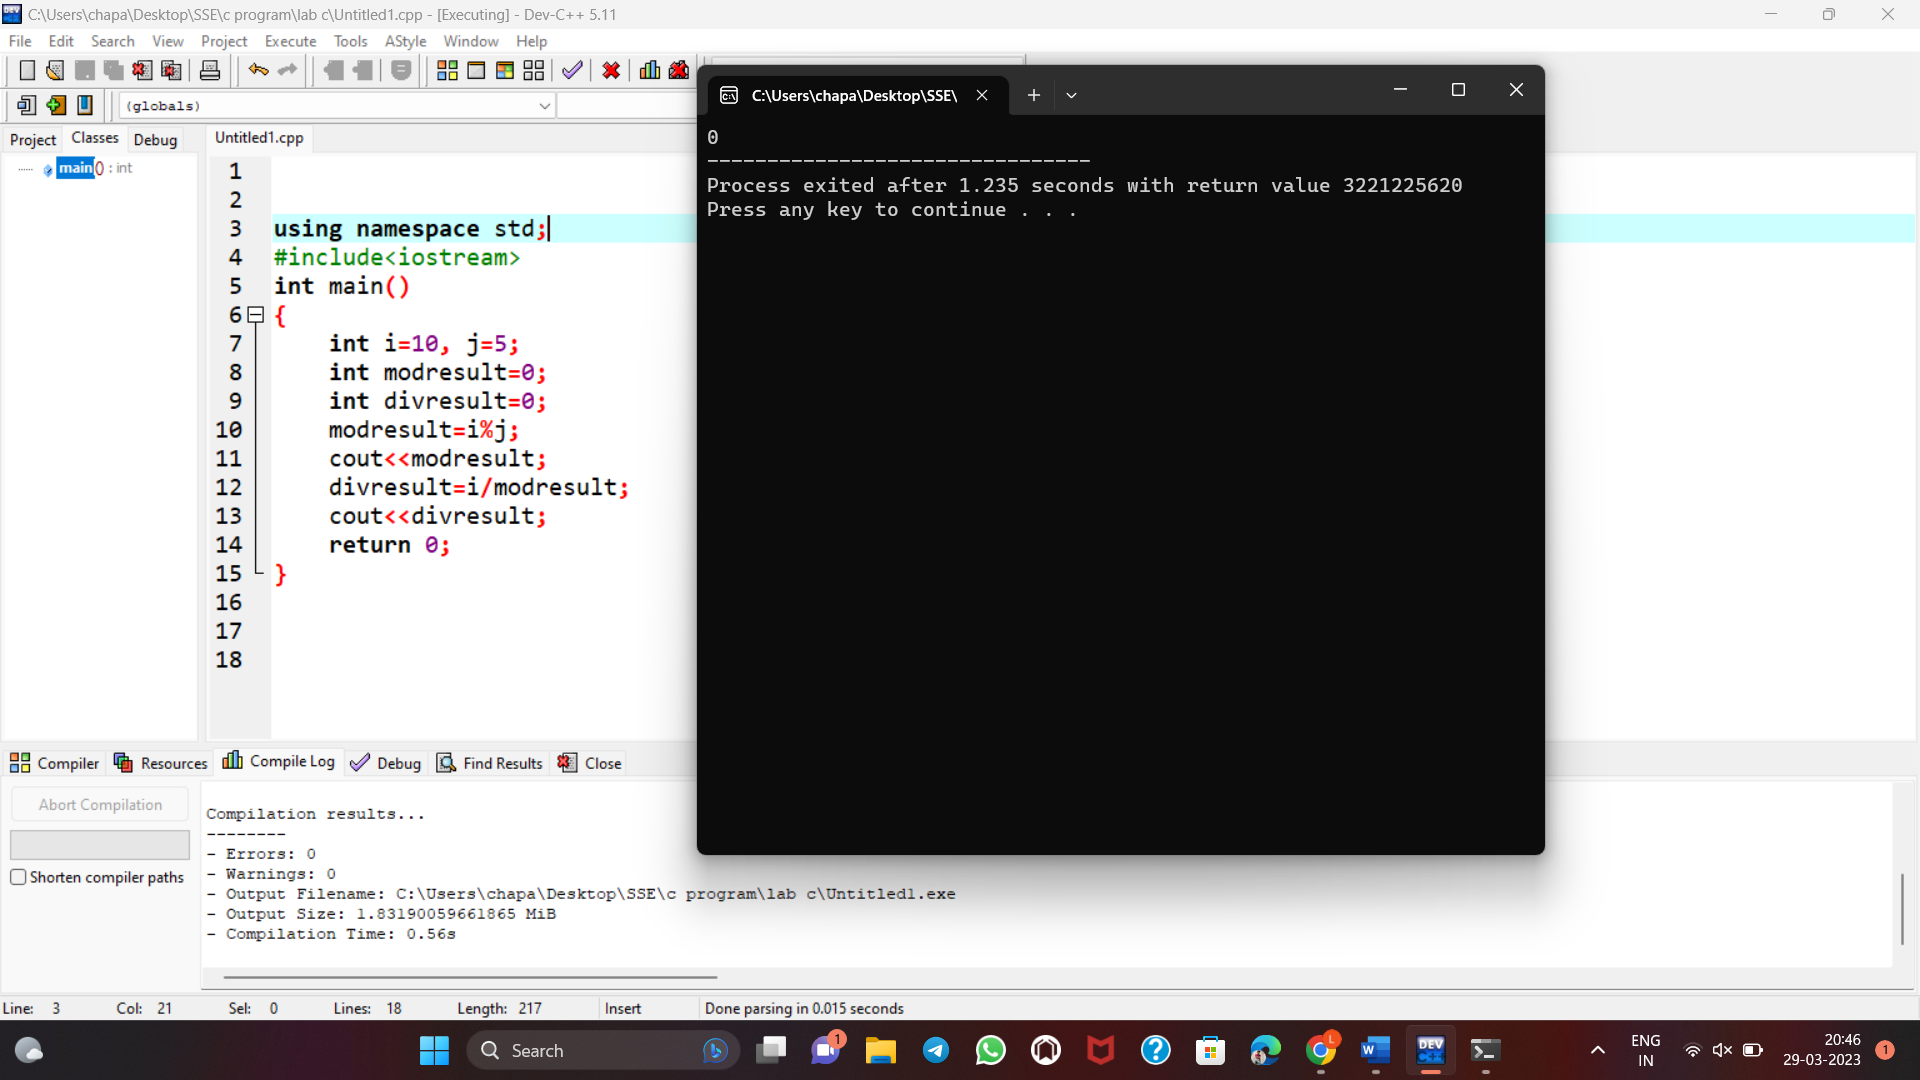 C:\Users\chapa\Desktop\SSE\c program\lab c\Untitled1.cpp - [Executing] - Dev-C++ 5.11
File Edit Search View Project Execute Tools AStyle Window Help
(globals)
Project Classes Debug
main() : int
Untitled1.cpp
1
2
3 using namespace std;
4 #include<iostream>
5 int main()
6 {
7 int i=10, j=5;
8 int modresult=0;
9 int divresult=0;
10 modresult=i%j;
11 cout<<modresult;
12 divresult=i/modresult;
13 cout<<divresult;
14 return 0;
15 }
16
17
18
C:\Users\chapa\Desktop\SSE\
0
--------------------------------
Process exited after 1.235 seconds with return value 3221225620
Press any key to continue . . .
Compiler Resources Compile Log Debug Find Results Close
Abort Compilation
Shorten compiler paths
Compilation results...
--------
- Errors: 0
- Warnings: 0
- Output Filename: C:\Users\chapa\Desktop\SSE\c program\lab c\Untitled1.exe
- Output Size: 1.83190059661865 MiB
- Compilation Time: 0.56s
Line: 3 Col: 21 Sel: 0 Lines: 18 Length: 217 Insert Done parsing in 0.015 seconds
Search
1
L
W
DEV
C++
ENG
IN
20:46
29-03-2023
1